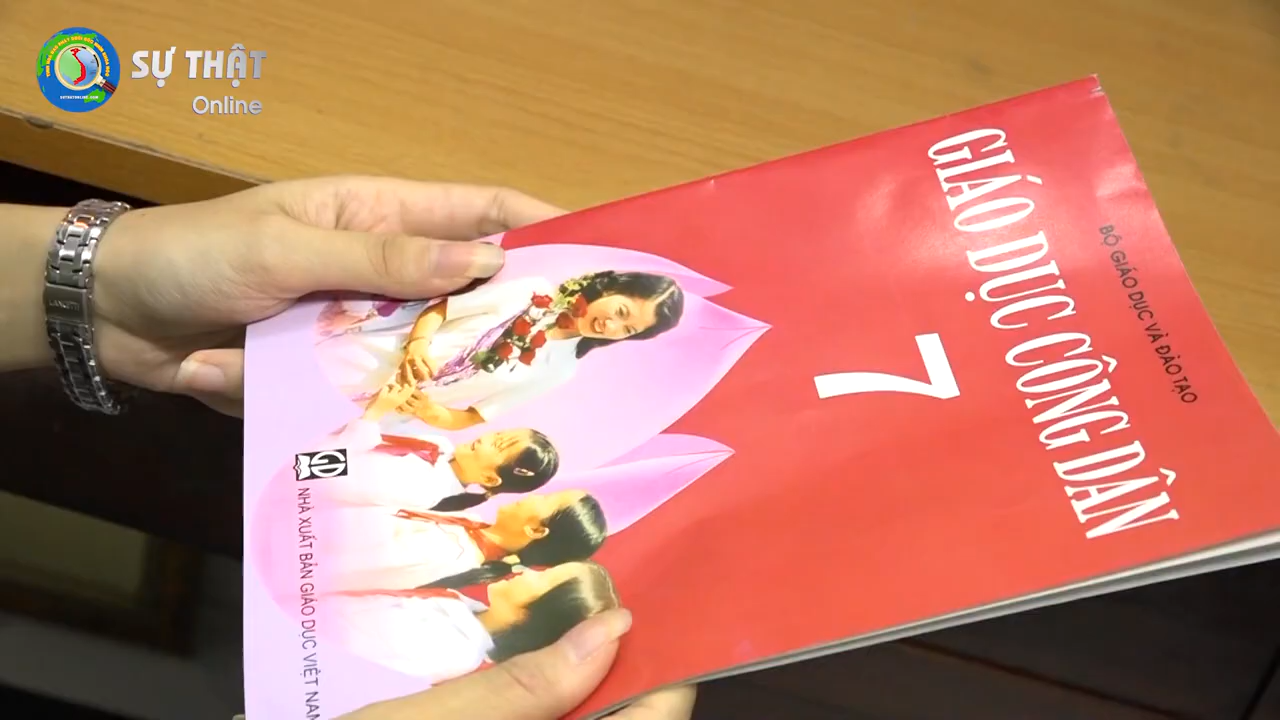 SỰ THẬT
Online
BỘ GIÁO DỤC VÀ ĐÀO TẠO
GIÁO DỤC CÔNG DÂN
7
GD
NHÀ XUẤT BẢN GIÁO DỤC VIỆT NAM